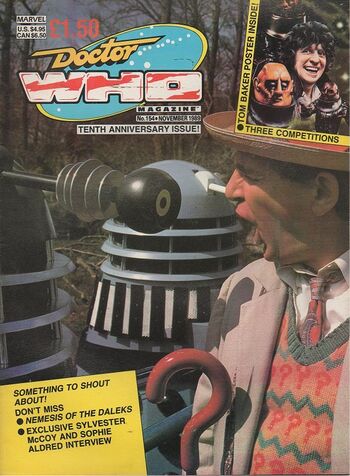 MARVEL
U.S. $4.95
CAN $6.50
£1.50
Doctor
WHO
MAGAZINE
No.154●NOVEMBER 1989
TENTH ANNIVERSARY ISSUE!
● TOM BAKER POSTER INSIDE!
● THREE COMPETITIONS
SOMETHING TO SHOUT
ABOUT!
DON'T MISS
● NEMESIS OF THE DALEKS
● EXCLUSIVE SYLVESTER
McCOY AND SOPHIE
ALDRED INTERVIEW
? ? ? ?